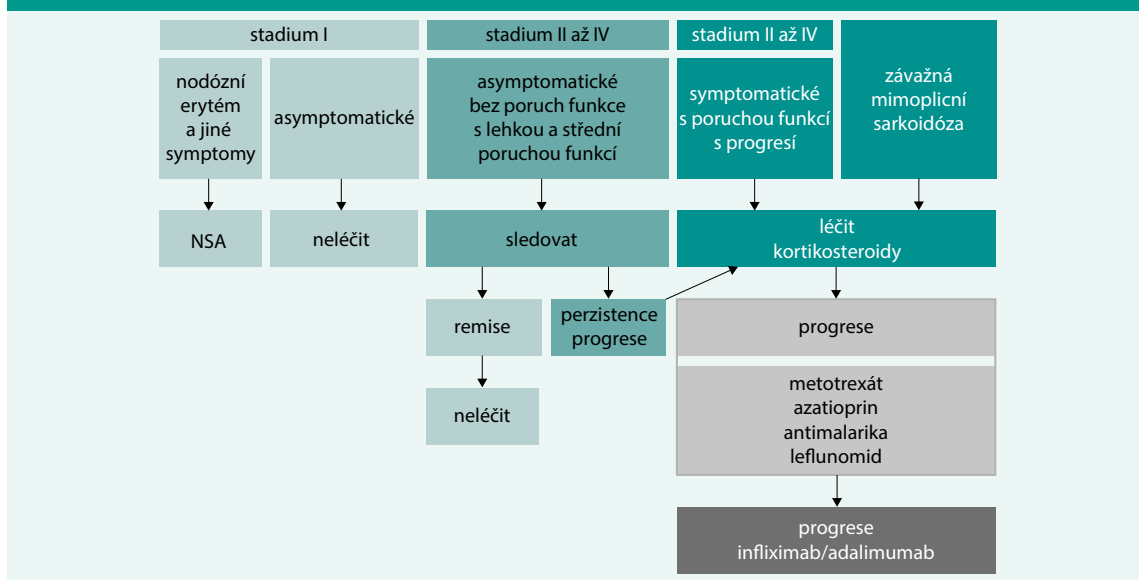 stadium I
stadium II až IV
stadium II až IV
závažná
mimoplicní
sarkoidóza
nodózní
erytém
a jiné
symptomy
asymptomatické
asymptomatické
bez poruch funkce
s lehkou a střední
poruchou funkcí
symptomatické
s poruchou funkcí
s progresí
NSA
neléčit
sledovat
léčit
kortikosteroidy
remise
perzistence
progrese
progrese
neléčit
metotrexát
azatioprin
antimalarika
leflunomid
progrese
infliximab/adalimumab